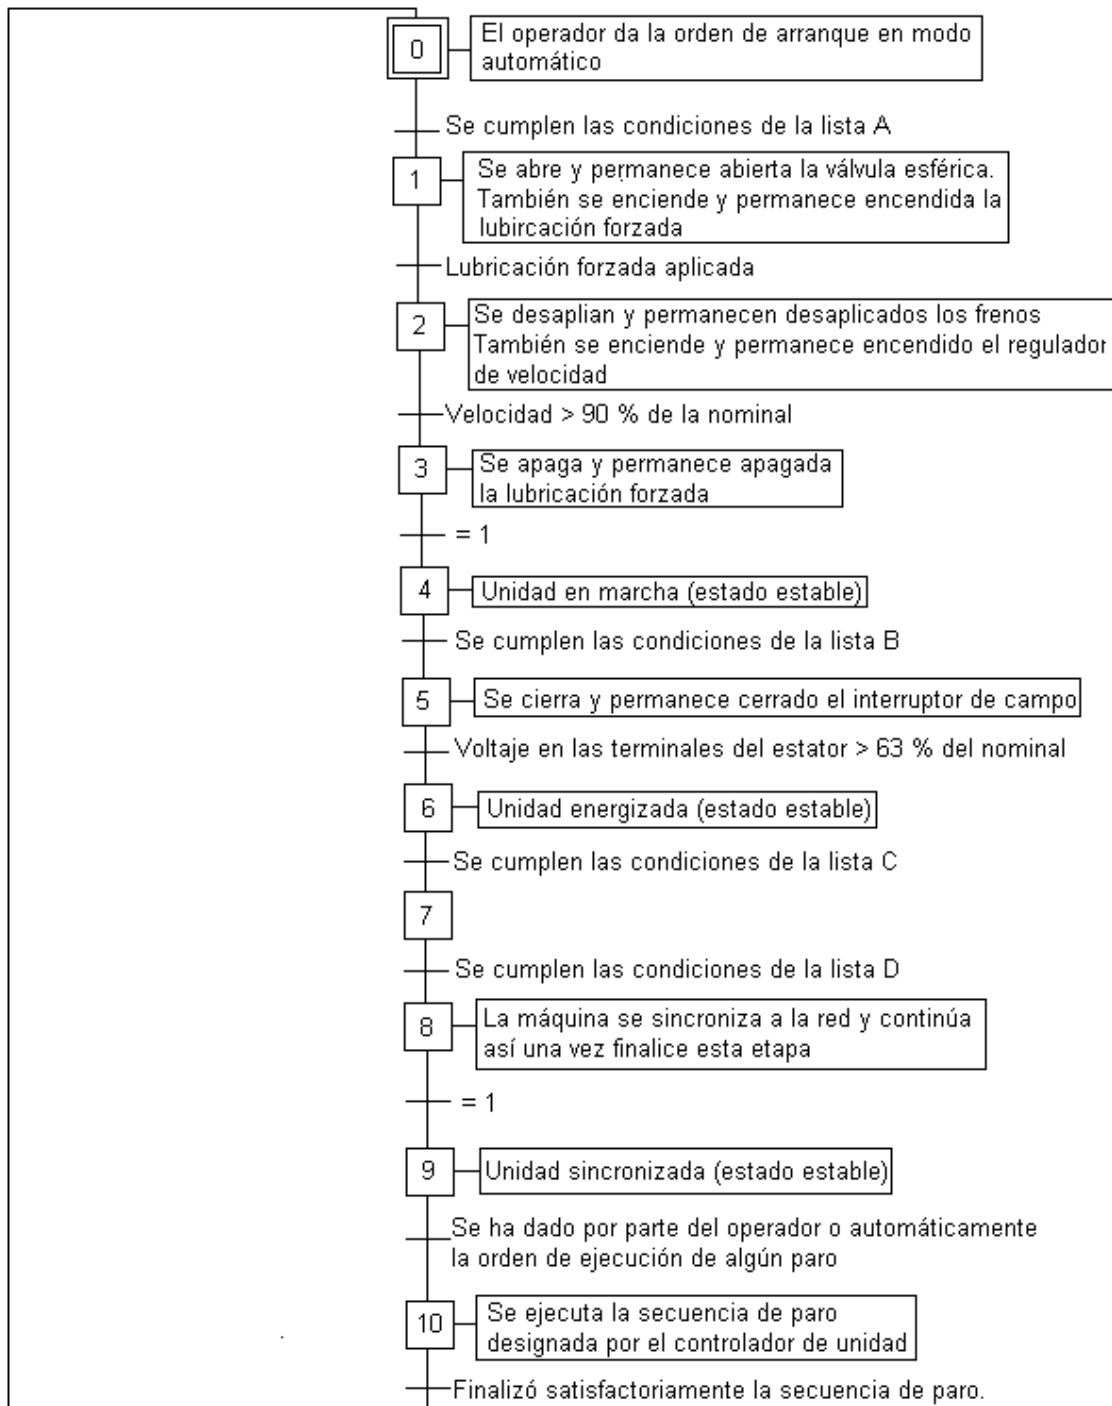 0
El operador da la orden de arranque en modo
automático
Se cumplen las condiciones de la lista A
1
Se abre y permanece abierta la válvula esférica.
También se enciende y permanece encendida la
lubircación forzada
Lubricación forzada aplicada
2
Se desaplian y permanecen desaplicados los frenos
También se enciende y permanece encendido el regulador
de velocidad
Velocidad > 90 % de la nominal
3
Se apaga y permanece apagada
la lubricación forzada
= 1
4
Unidad en marcha (estado estable)
Se cumplen las condiciones de la lista B
5
Se cierra y permanece cerrado el interruptor de campo
Voltaje en las terminales del estator > 63 % del nominal
6
Unidad energizada (estado estable)
Se cumplen las condiciones de la lista C
7
Se cumplen las condiciones de la lista D
8
La máquina se sincroniza a la red y continúa
así una vez finalice esta etapa
= 1
9
Unidad sincronizada (estado estable)
Se ha dado por parte del operador o automáticamente
la orden de ejecución de algún paro
10
Se ejecuta la secuencia de paro
designada por el controlador de unidad
Finalizó satisfactoriamente la secuencia de paro.